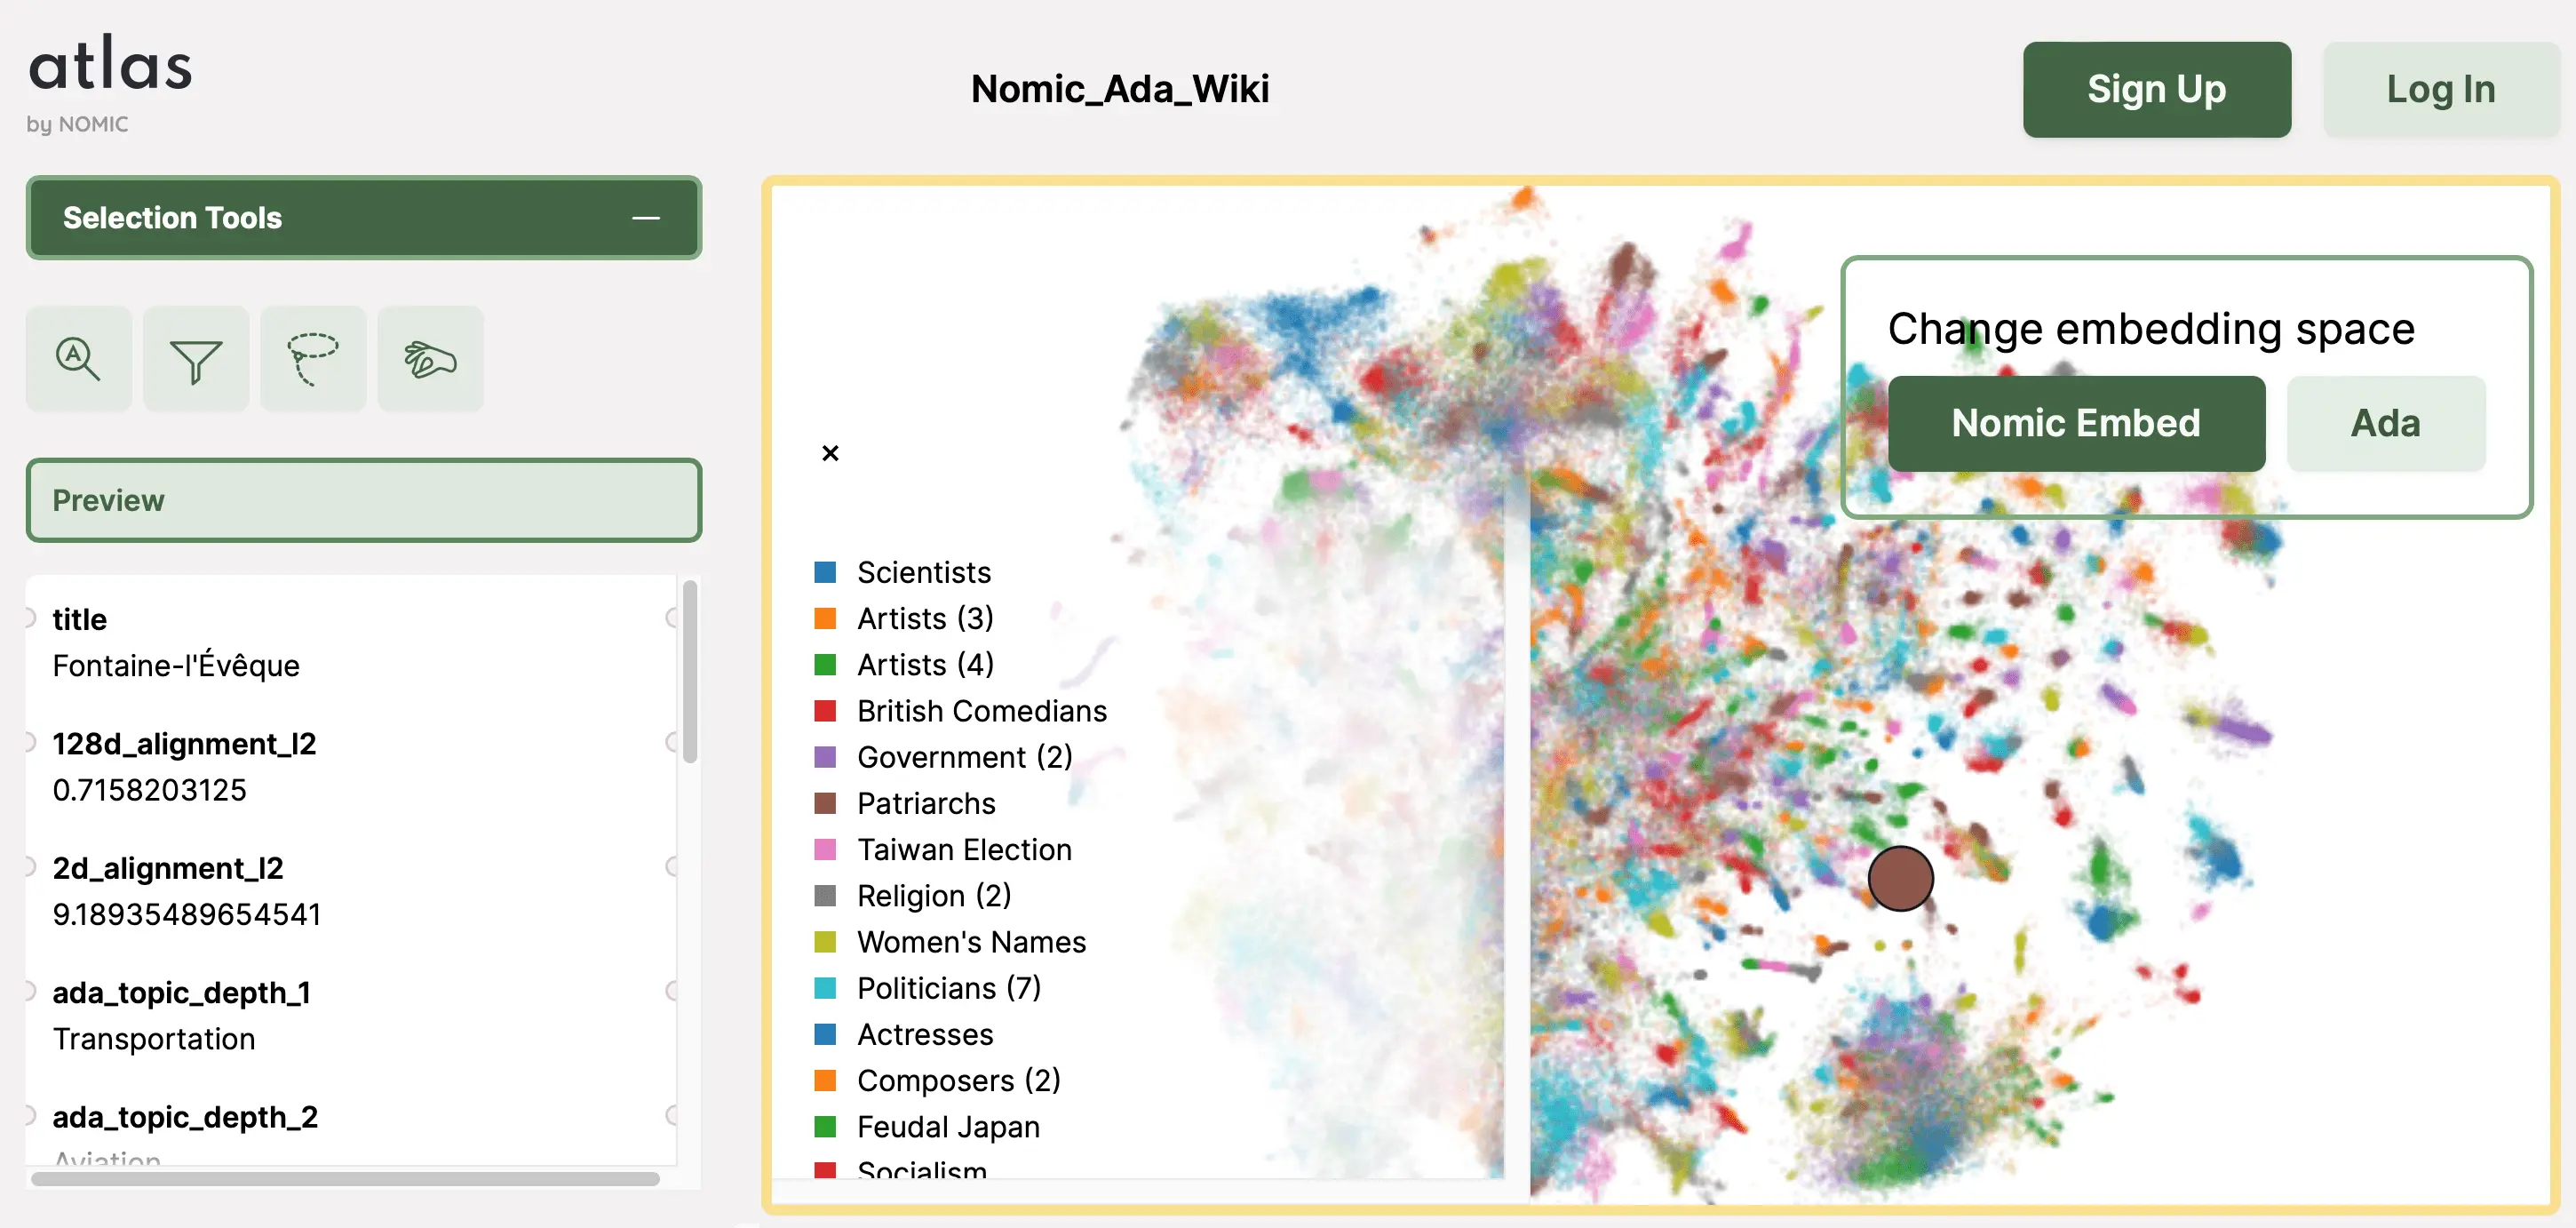 atlas
by NOMIC
Nomic_Ada_Wiki
Sign Up
Log In
Selection Tools
A
Preview
title
Fontaine-l'Évêque
128d_alignment_l2
0.7158203125
2d_alignment_l2
9.18935489654541
ada_topic_depth_1
Transportation
ada_topic_depth_2
Aviation
Change embedding space
Nomic Embed
Ada
Scientists
Artists (3)
Artists (4)
British Comedians
Government (2)
Patriarchs
Taiwan Election
Religion (2)
Women's Names
Politicians (7)
Actresses
Composers (2)
Feudal Japan
Socialism